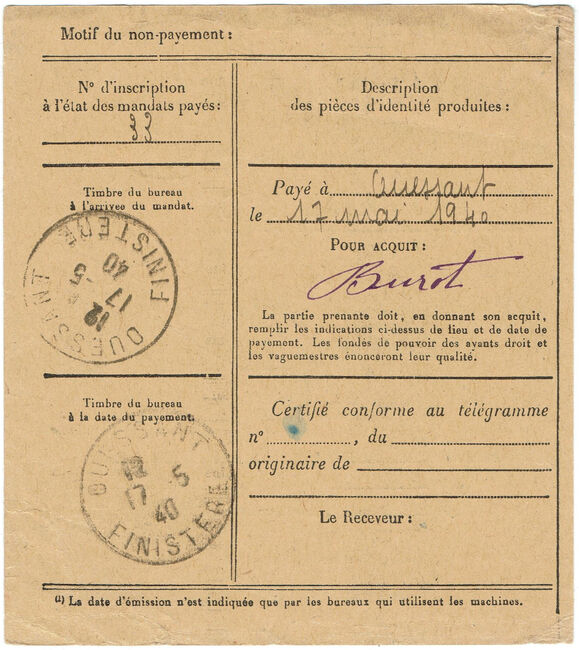 Motif du non-payement :
N° d'inscription
à l'état des mandats payés :
33
Description
des pièces d'identité produites :
Timbre du bureau
à l'arrivée du mandat.
Payé à Ouessant
le 17 mai 1940
POUR ACQUIT :
Burot
OUESSANT
12
17 - 5
40
FINISTERE
La partie prenante doit, en donnant son acquit,
remplir les indications ci-dessus de lieu et de date de
payement. Les fondés de pouvoir des ayants droit et
les vaguemestres énonceront leur qualité.
Timbre du bureau
à la date du payement.
OUESSANT
12
17 5
40
FINISTERE
Certifié conforme au télégramme
n° , du
originaire de
Le Receveur :
(1) La date d'émission n'est indiquée que par les bureaux qui utilisent les machines.